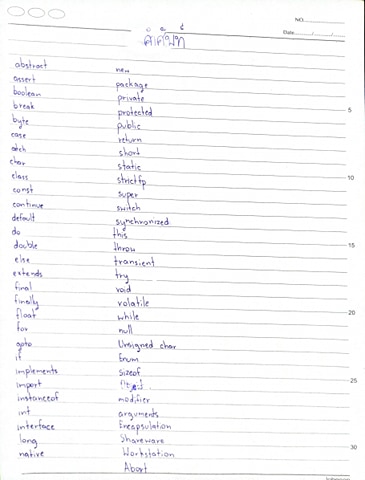 NO.
Date / /
คำศัพท์
abstract new
assert package
boolean private
5
break protected
byte public
case return
catch short
char static
10
class strictfp
const super
continue switch
default synchronized
do this
15
double throw
else transient
extends try
final void
finally volatile
20
float while
for null
goto Unsigned char
if Enum
implements Sizeof
25
import
instanceof modifier
int arguments
interface Encapsulation
long Shareware
30
native Workstation
Abort